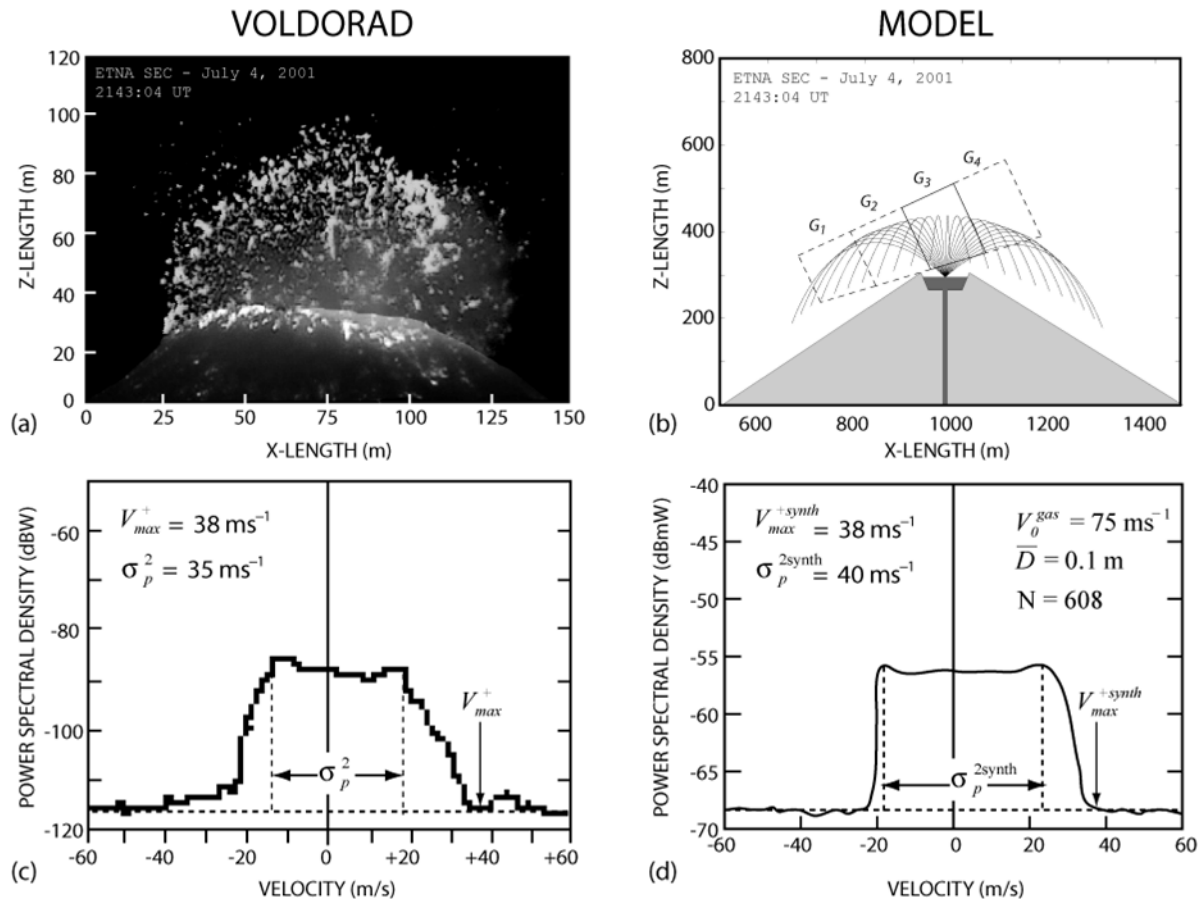 VOLDORAD
MODEL
ETNA SEC - July 4, 2001
2143:04 UT
120
100
80
60
40
20
0
Z-LENGTH (m)
0 25 50 75 100 125 150
X-LENGTH (m)
(a)
ETNA SEC - July 4, 2001
2143:04 UT
800
600
400
200
0
Z-LENGTH (m)
G1
G2
G3
G4
600 800 1000 1200 1400
X-LENGTH (m)
(b)
V+max = 38 ms−1
σ2p = 35 ms−1
-60
-80
-100
-120
POWER SPECTRAL DENSITY (dBW)
V+max
σ2p
-60 -40 -20 0 +20 +40 +60
VELOCITY (m/s)
(c)
V+synthmax = 38 ms−1
σ2synthp = 40 ms−1
V0gas = 75 ms−1
D̅ = 0.1 m
N = 608
-40
-45
-50
-55
-60
-65
-70
POWER SPECTRAL DENSITY (dBmW)
V+synthmax
σ2synthp
-60 -40 -20 0 20 40 60
VELOCITY (m/s)
(d)